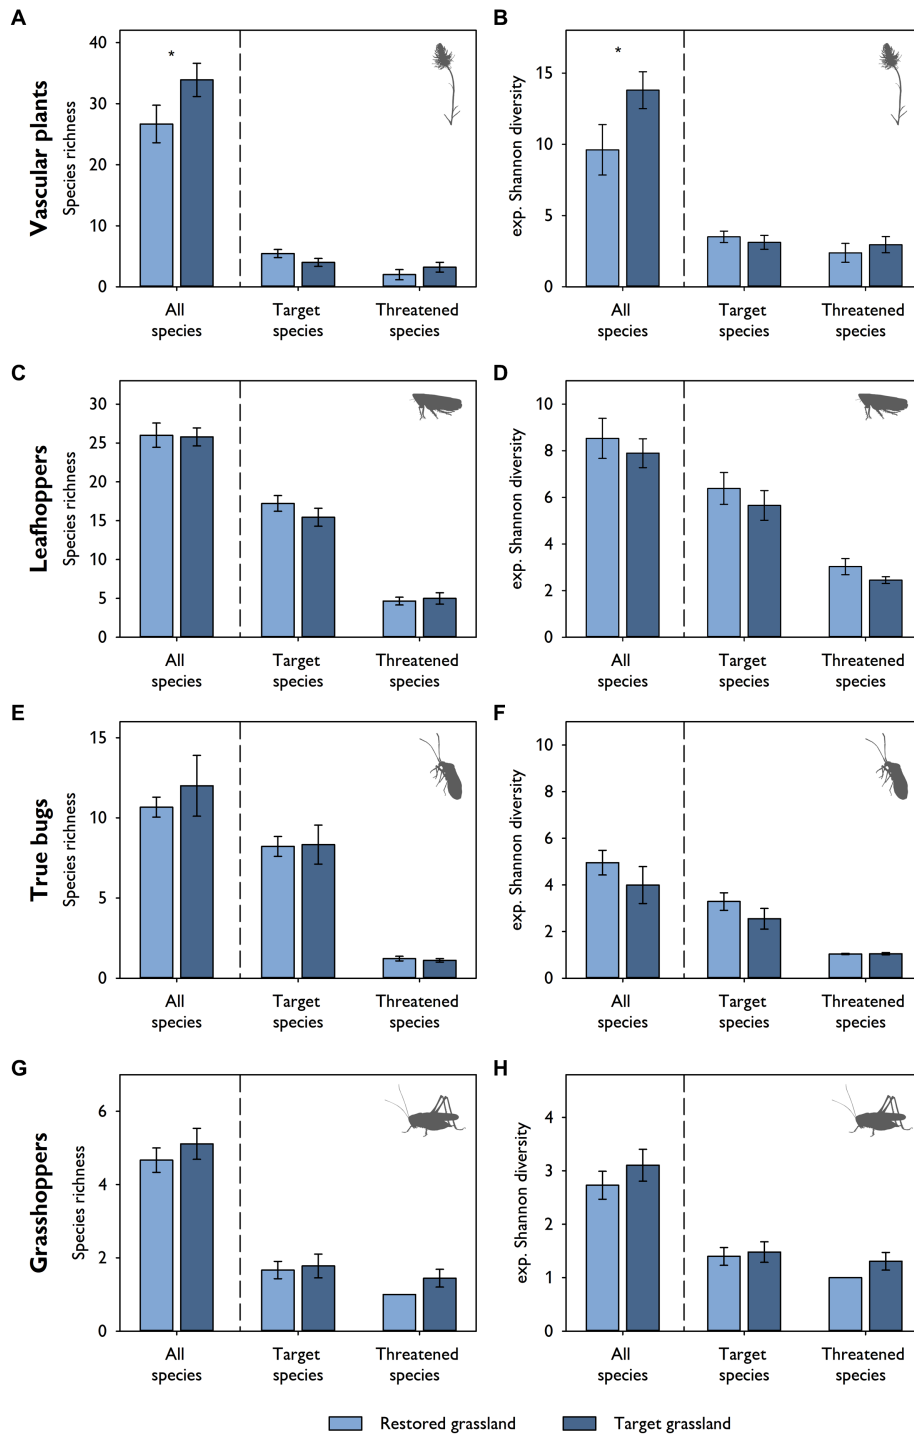 A
Vascular plants
Species richness
40
30
20
10
0
*
All species
Target species
Threatened species
B
exp. Shannon diversity
15
10
5
0
*
All species
Target species
Threatened species
C
Leafhoppers
Species richness
30
25
20
15
10
5
0
All species
Target species
Threatened species
D
exp. Shannon diversity
10
8
6
4
2
0
All species
Target species
Threatened species
E
True bugs
Species richness
15
10
5
0
All species
Target species
Threatened species
F
exp. Shannon diversity
10
8
6
4
2
0
All species
Target species
Threatened species
G
Grasshoppers
Species richness
6
4
2
0
All species
Target species
Threatened species
H
exp. Shannon diversity
4
3
2
1
0
All species
Target species
Threatened species
Restored grassland
Target grassland